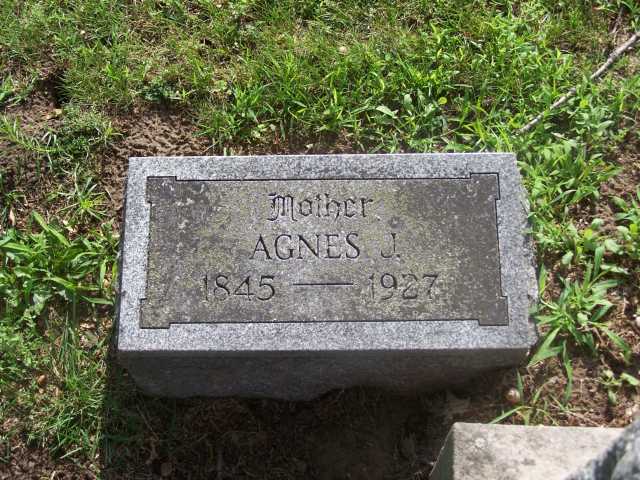 Mother
AGNES J.
1845 — 1927